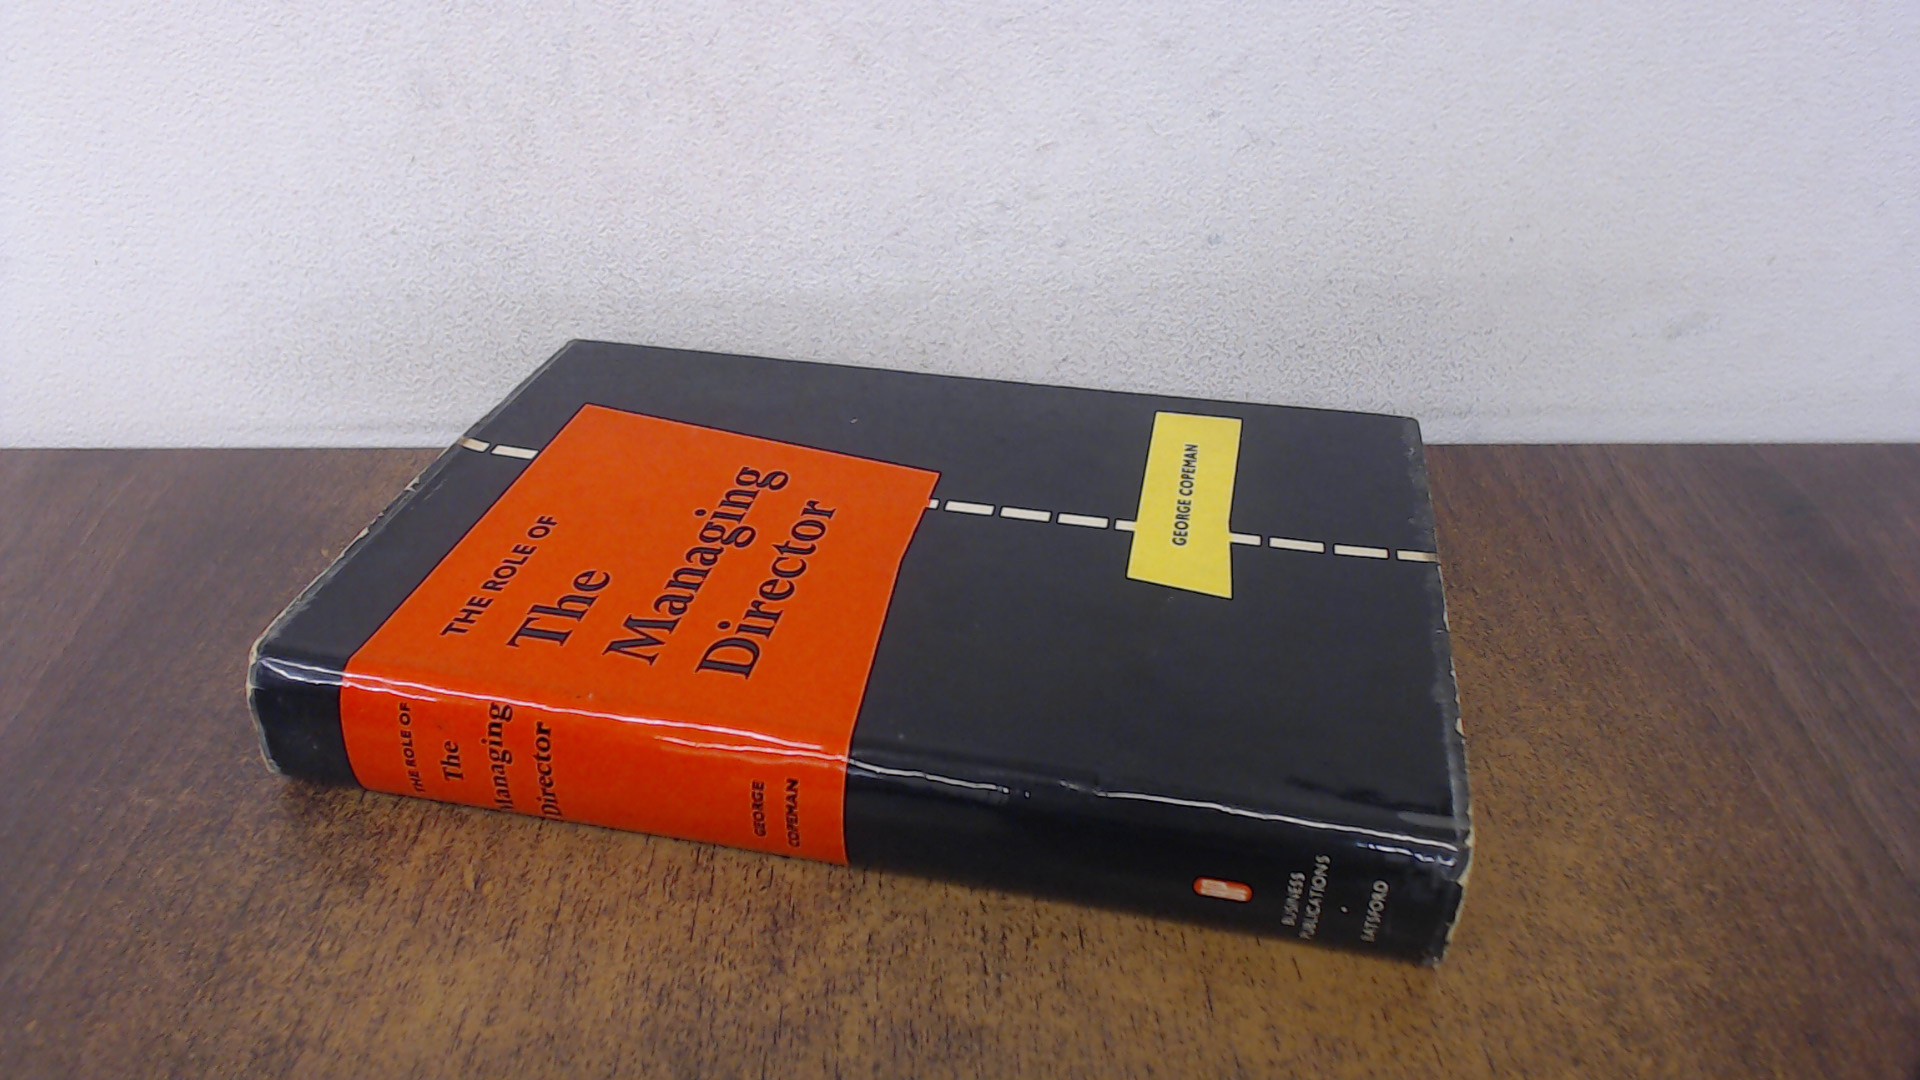 THE ROLE OF
The
Managing
Director
GEORGE COPEMAN
THE ROLE OF
The
Managing
Director
GEORGE
COPEMAN
BUSINESS
PUBLICATIONS
BATSFORD